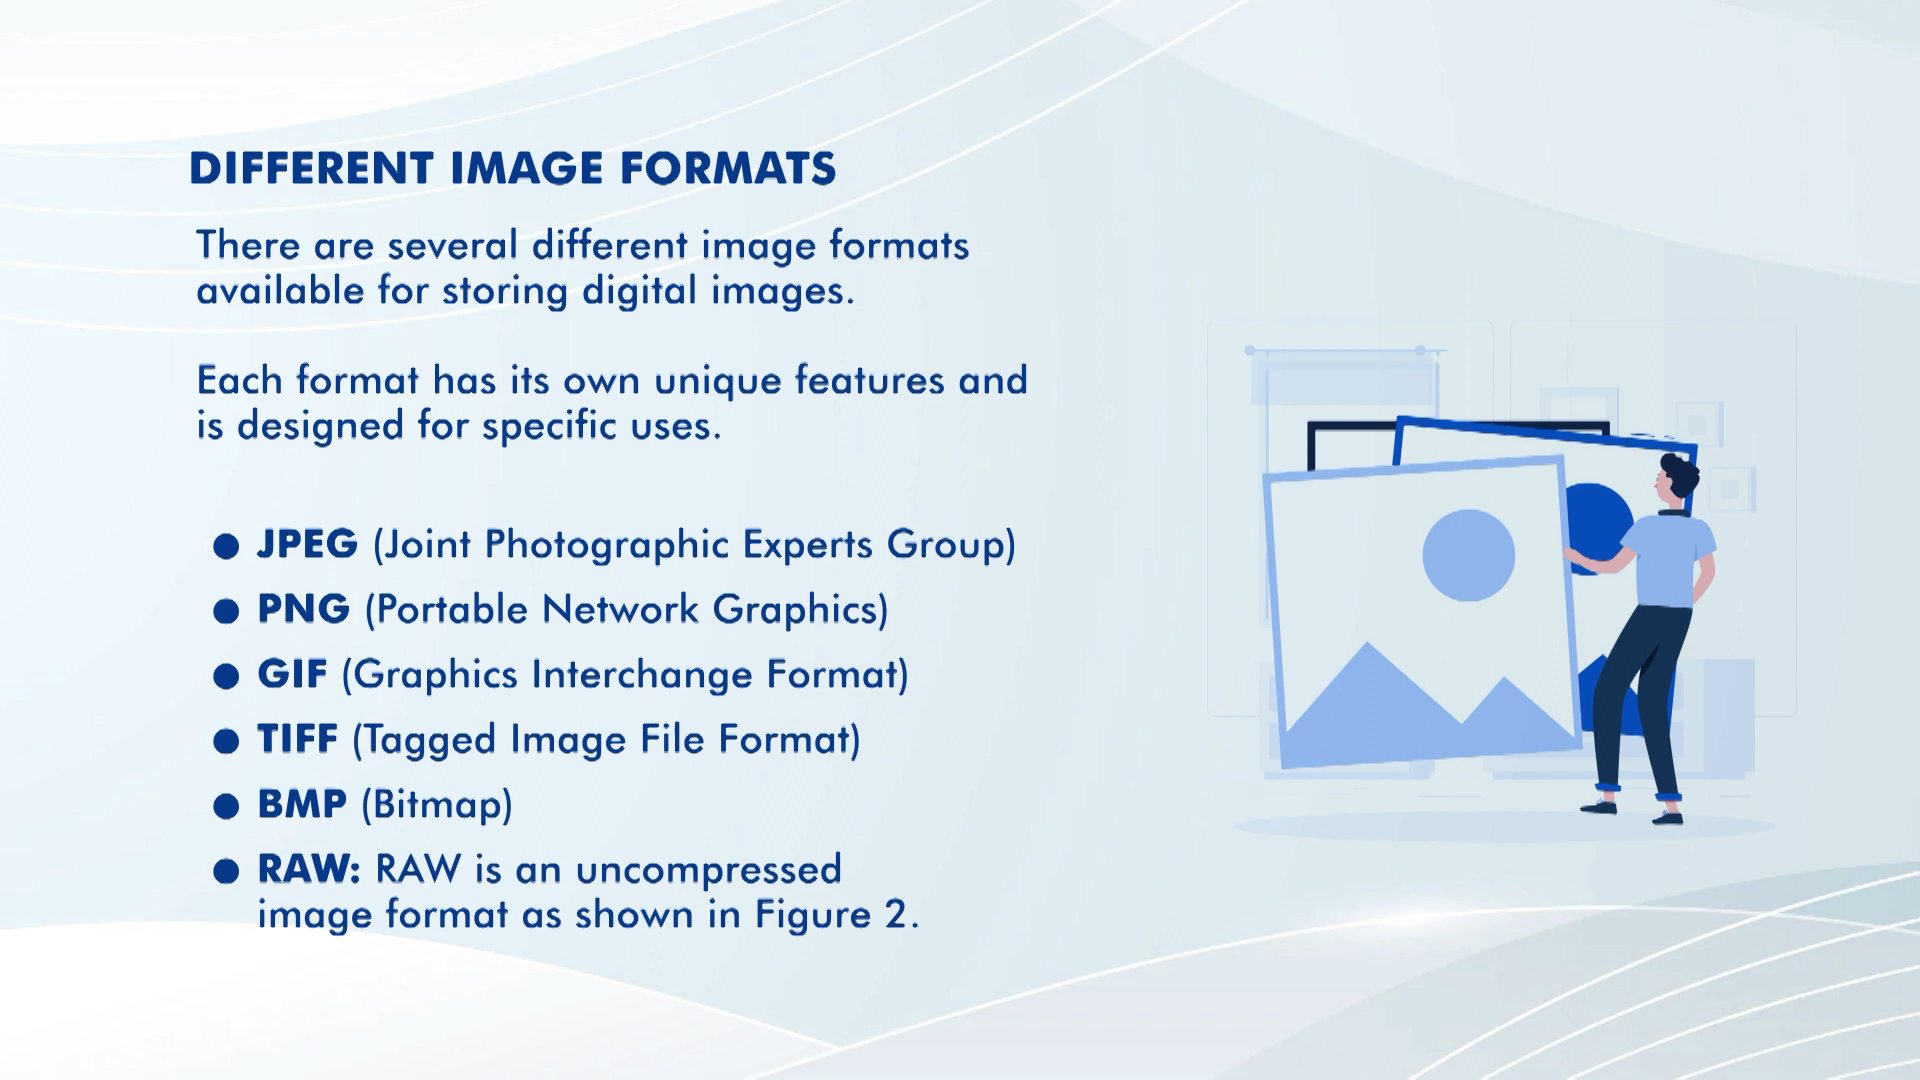 DIFFERENT IMAGE FORMATS
There are several different image formats
available for storing digital images.
Each format has its own unique features and
is designed for specific uses.
● JPEG (Joint Photographic Experts Group)
● PNG (Portable Network Graphics)
● GIF (Graphics Interchange Format)
● TIFF (Tagged Image File Format)
● BMP (Bitmap)
● RAW: RAW is an uncompressed
image format as shown in Figure 2.